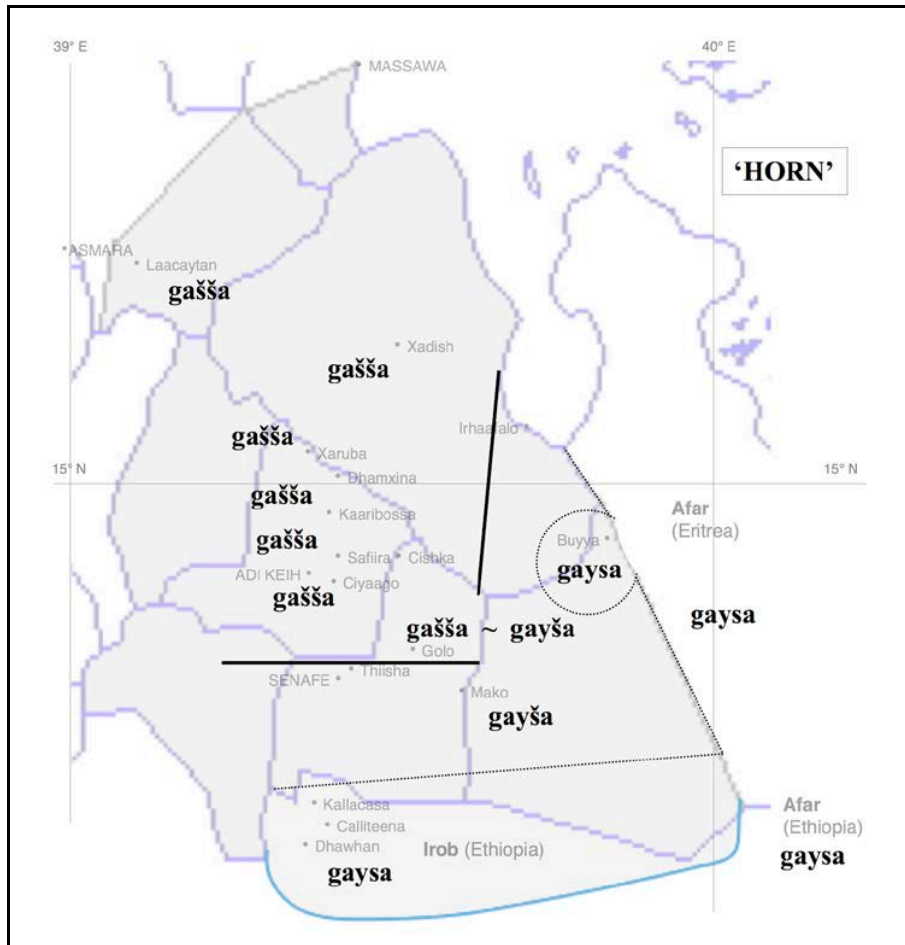 39° E
40° E
MASSAWA
‘HORN’
ASMARA
Laacaytan
gašša
Xadish
gašša
Irhaafalo
gašša
Xaruba
15° N
15° N
Dhamxina
gašša
Kaaribossa
Afar
(Eritrea)
gašša
Buyya
Safiira
Cishka
gaysa
ADI KEIH
Ciyaago
gašša
gaysa
gašša ~ gayša
Golo
Thiisha
SENAFE
Mako
gayša
Kallacasa
Afar
(Ethiopia)
Calliteena
Dhawhan
Irob (Ethiopia)
gaysa
gaysa